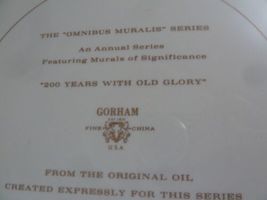 THE "OMNIBUS MURALIS" SERIES
An Annual Series
Featuring Murals of Significance
"200 YEARS WITH OLD GLORY"
GORHAM
FINE CHINA
U.S.A.
FROM THE ORIGINAL OIL
CREATED EXPRESSLY FOR THIS SERIES